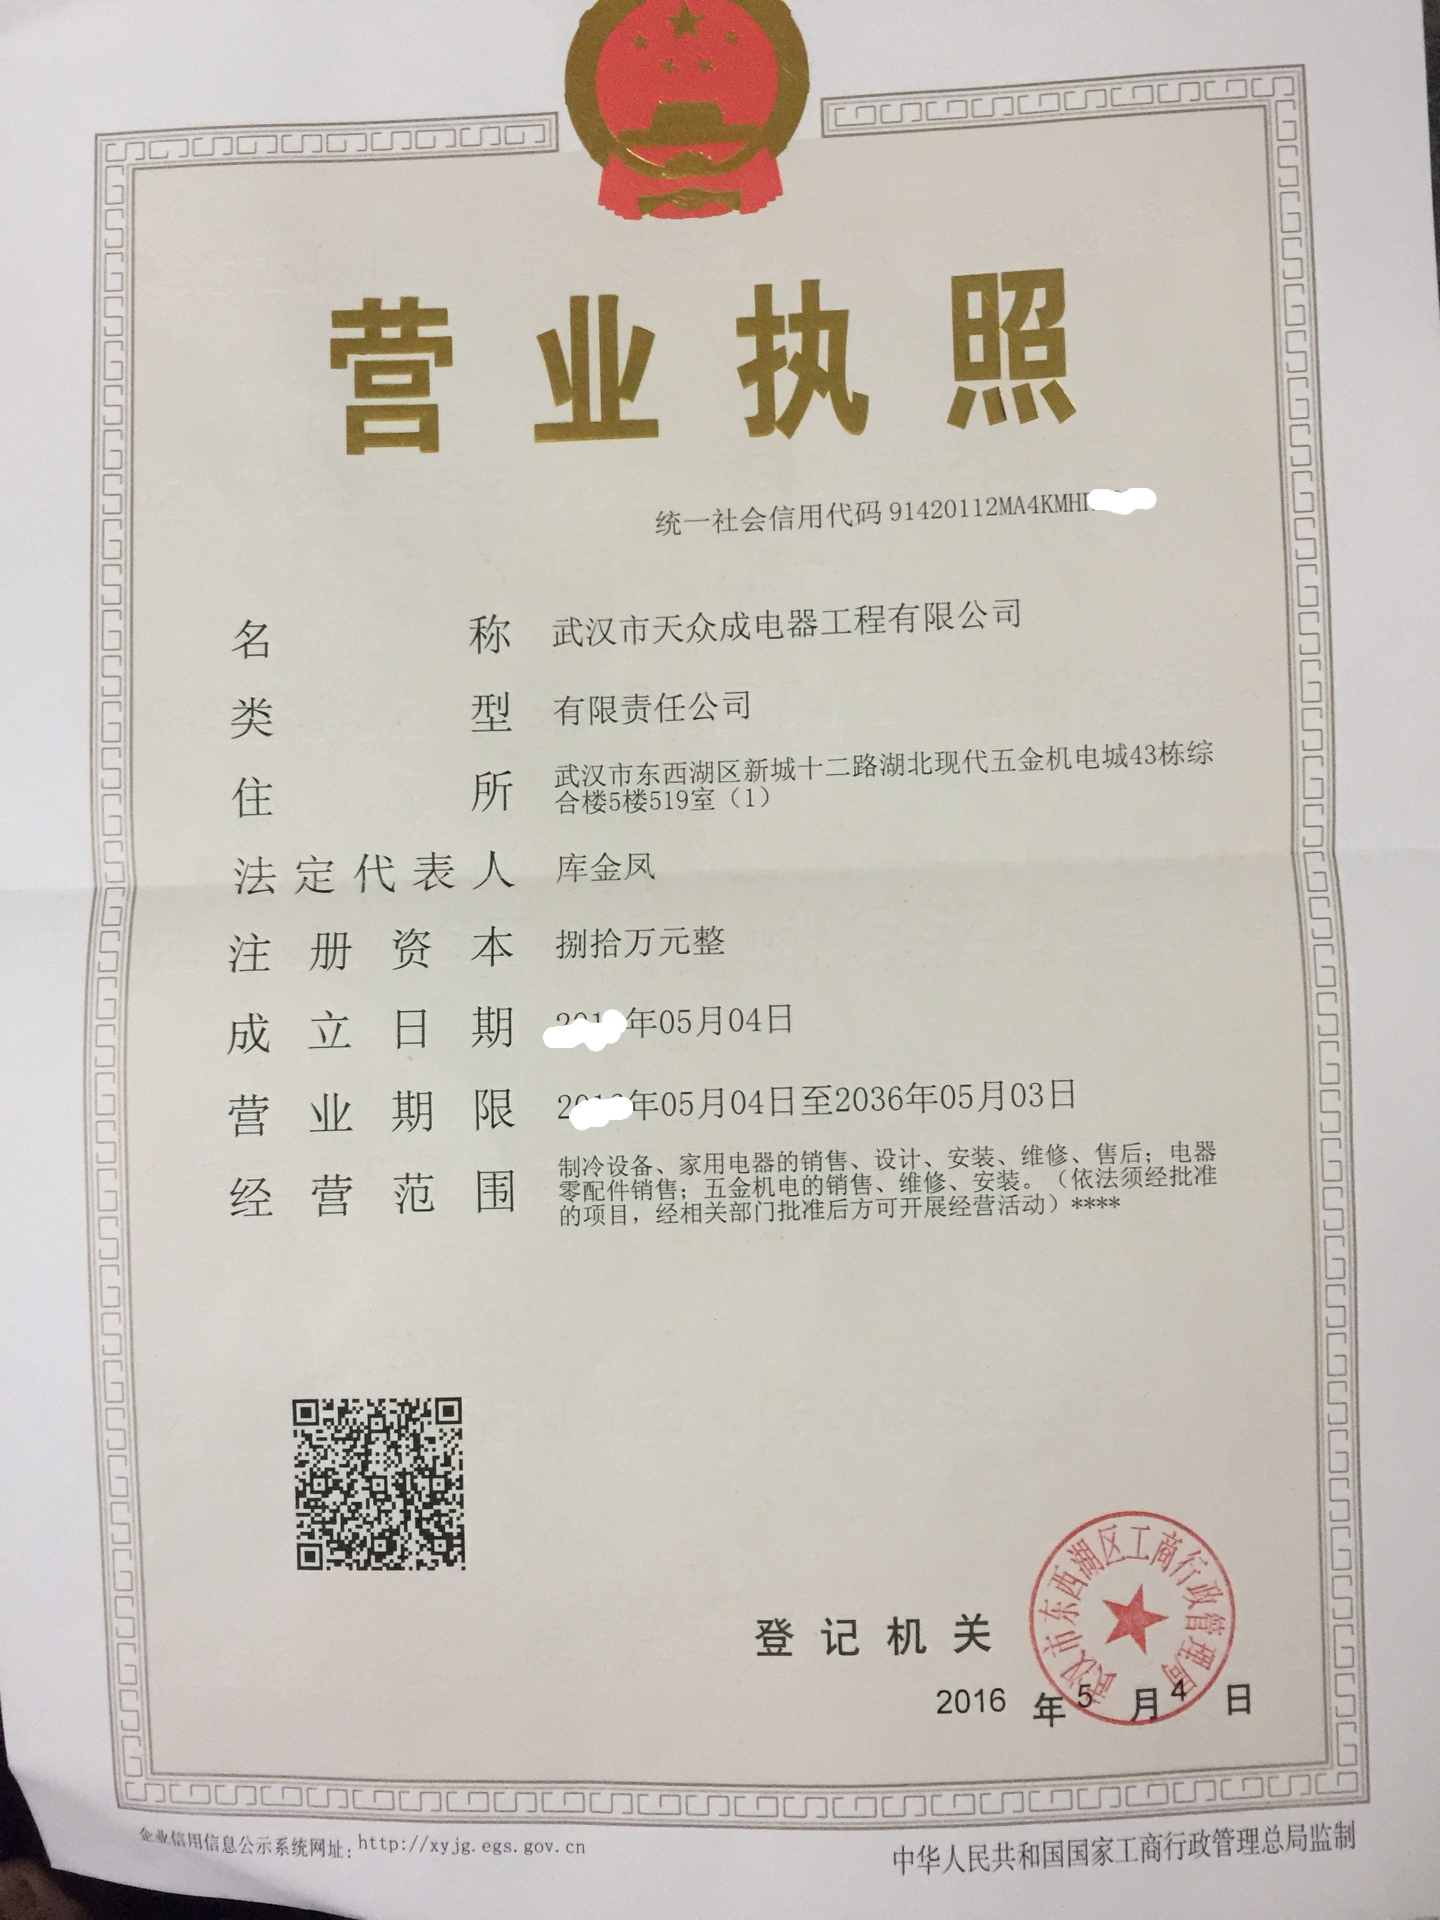 营业执照
统一社会信用代码 91420112MA4KMH
名称 武汉市天众成电器工程有限公司
类型 有限责任公司
住所 武汉市东西湖区新城十二路湖北现代五金机电城43栋综
合楼5楼519室（1）
法定代表人 库金凤
注册资本 捌拾万元整
成立日期 年05月04日
营业期限 年05月04日至2036年05月03日
经营范围 制冷设备、家用电器的销售、设计、安装、维修、售后；电器
零配件销售；五金机电的销售、维修、安装。（依法须经批准
的项目，经相关部门批准后方可开展经营活动）****
武汉市东西湖区工商行政管理局
登记机关
2016 年 5 月 4 日
企业信用信息公示系统网址：http://xyjg.egs.gov.cn
中华人民共和国国家工商行政管理总局监制